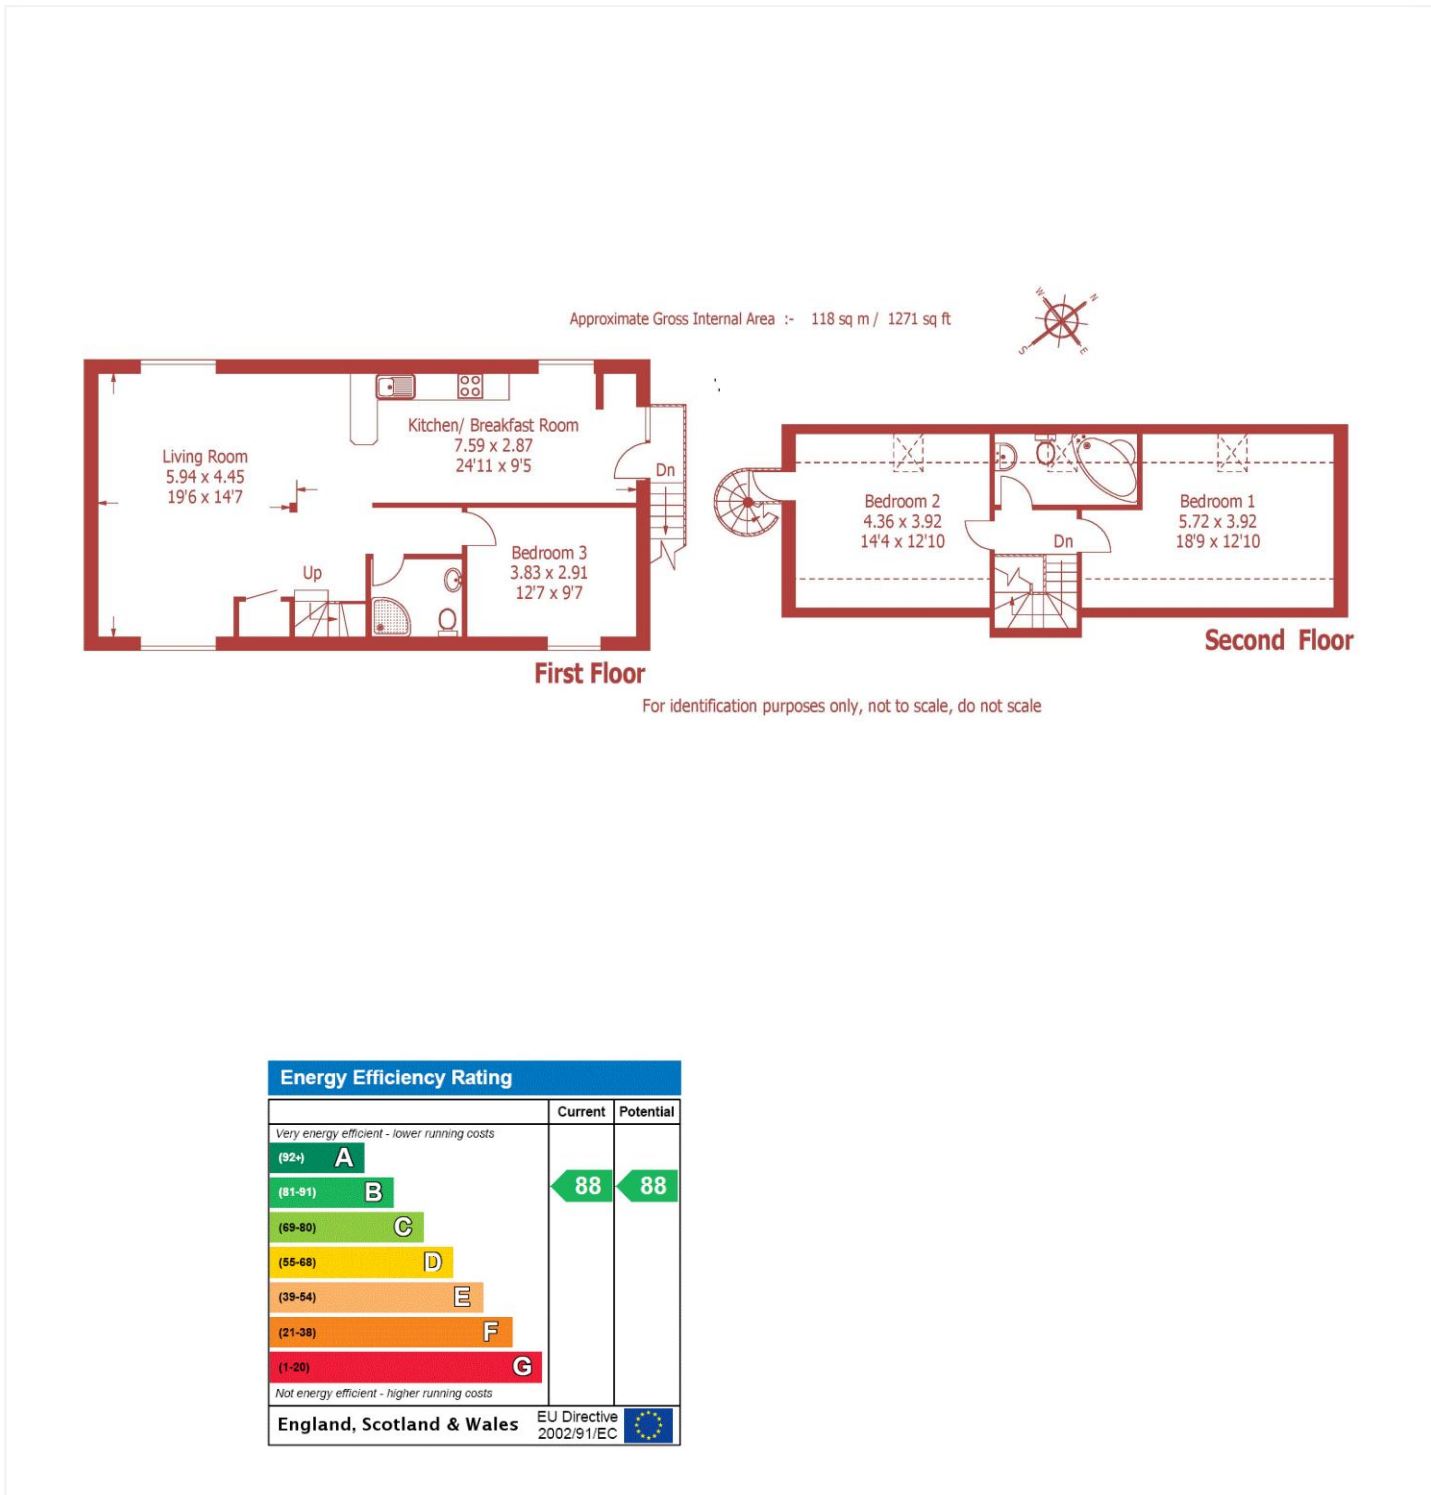 Approximate Gross Internal Area :- 118 sq m / 1271 sq ft
W N
S E
Living Room
5.94 x 4.45
19'6 x 14'7
Kitchen/ Breakfast Room
7.59 x 2.87
24'11 x 9'5
Dn
Up
Bedroom 3
3.83 x 2.91
12'7 x 9'7
First Floor
Bedroom 2
4.36 x 3.92
14'4 x 12'10
Dn
Bedroom 1
5.72 x 3.92
18'9 x 12'10
Second Floor
For identification purposes only, not to scale, do not scale
Energy Efficiency Rating
Current Potential
Very energy efficient - lower running costs
(92+) A
(81-91) B 88 88
(69-80) C
(55-68) D
(39-54) E
(21-38) F
(1-20) G
Not energy efficient - higher running costs
England, Scotland & Wales
EU Directive
2002/91/EC